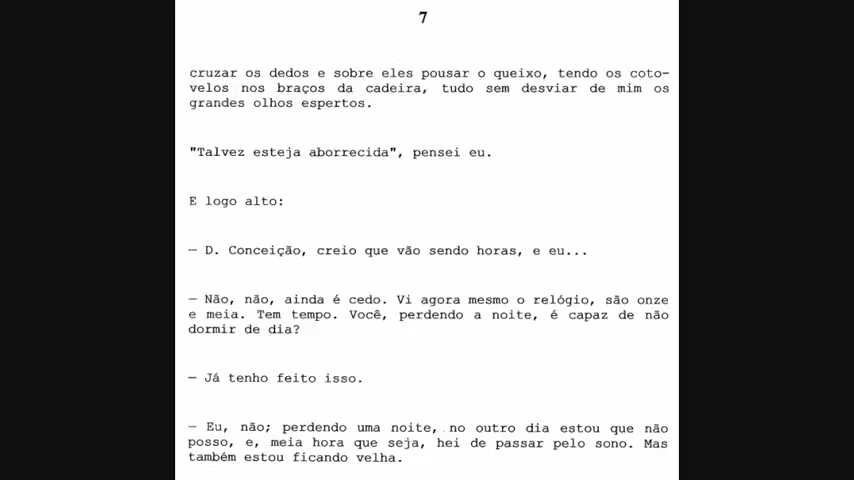 7
cruzar os dedos e sobre eles pousar o queixo, tendo os coto-
velos nos braços da cadeira, tudo sem desviar de mim os
grandes olhos espertos.
"Talvez esteja aborrecida", pensei eu.
E logo alto:
— D. Conceição, creio que vão sendo horas, e eu...
— Não, não, ainda é cedo. Vi agora mesmo o relógio, são onze
e meia. Tem tempo. Você, perdendo a noite, é capaz de não
dormir de dia?
— Já tenho feito isso.
— Eu, não; perdendo uma noite, no outro dia estou que não
posso, e, meia hora que seja, hei de passar pelo sono. Mas
também estou ficando velha.